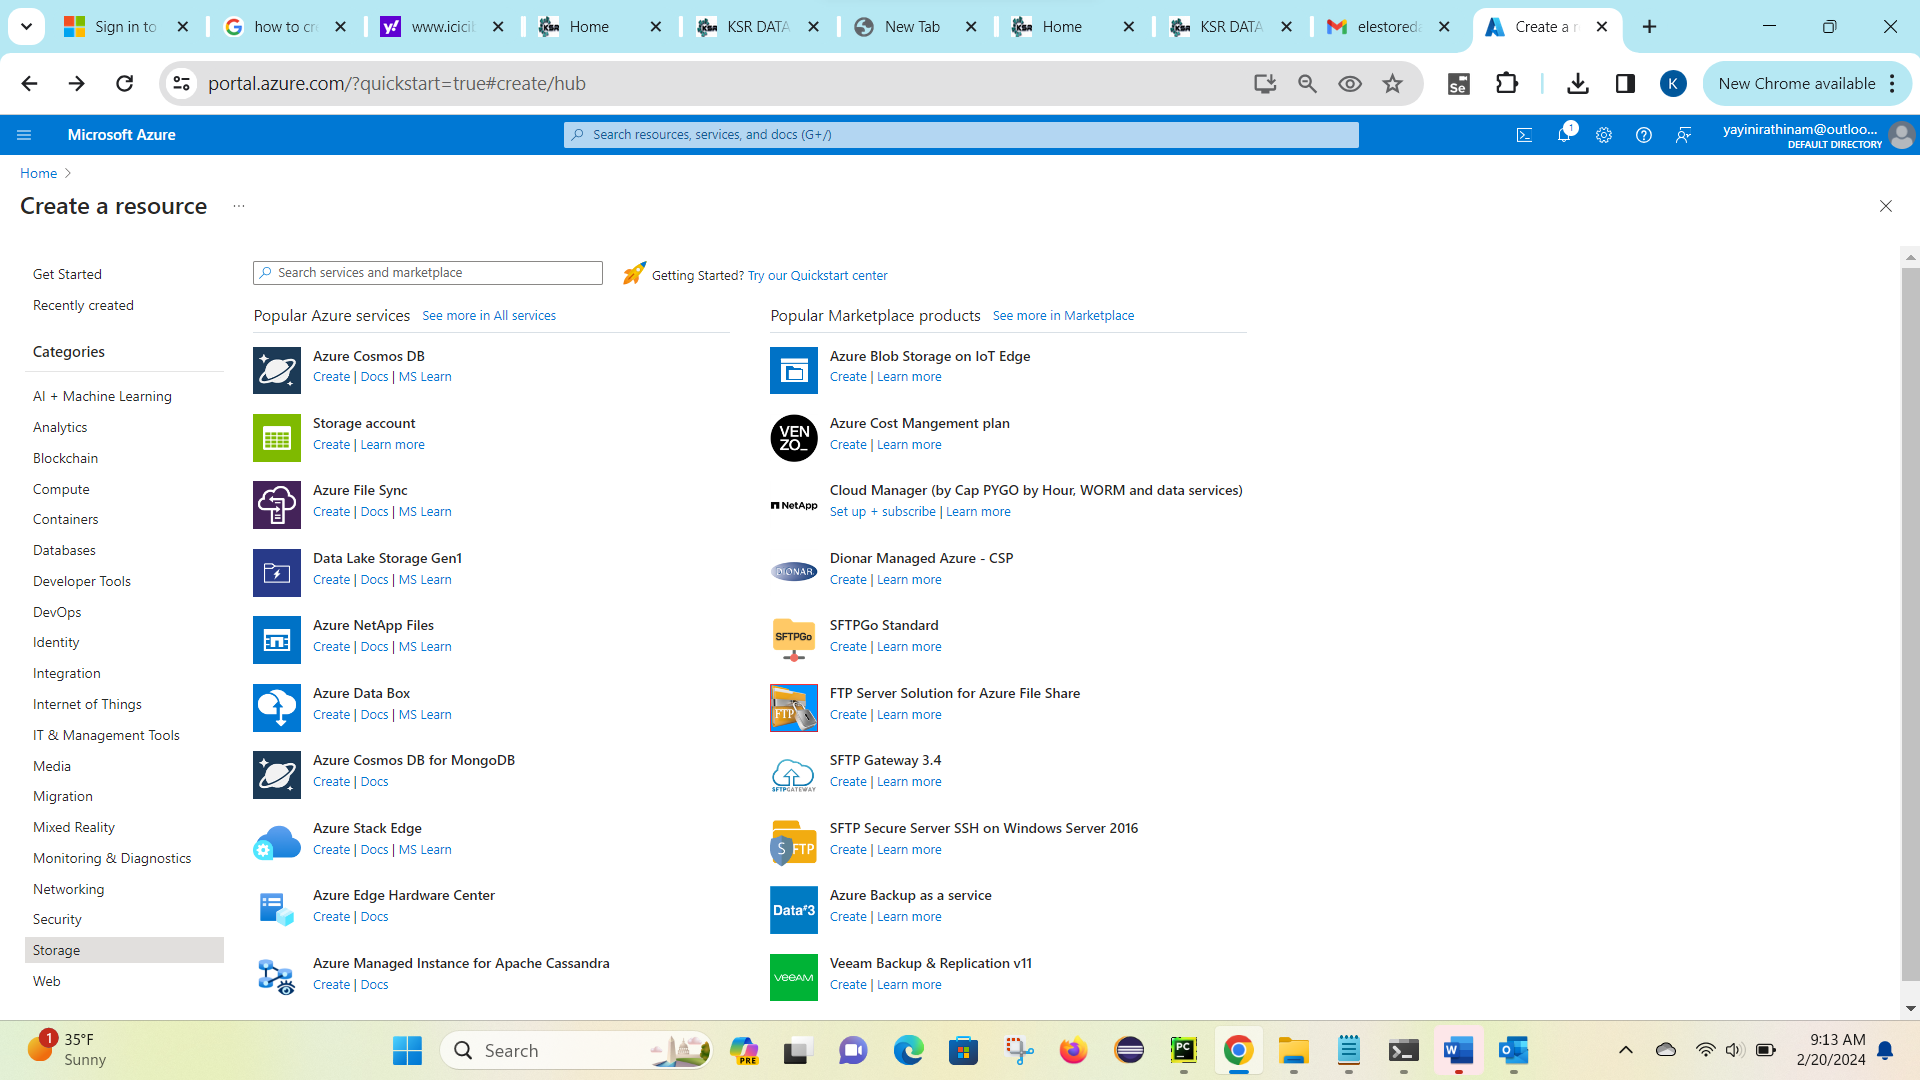 Sign in to
how to cr
www.icicib
Home
KSR DATA
New Tab
Home
KSR DATA
elestoreda
Create a r
portal.azure.com/?quickstart=true#create/hub
Se
K
New Chrome available
Microsoft Azure
Search resources, services, and docs (G+/)
1
yayinirathinam@outloo...
DEFAULT DIRECTORY
Home
Create a resource
...
Get Started
Recently created
Categories
AI + Machine Learning
Analytics
Blockchain
Compute
Containers
Databases
Developer Tools
DevOps
Identity
Integration
Internet of Things
IT & Management Tools
Media
Migration
Mixed Reality
Monitoring & Diagnostics
Networking
Security
Storage
Web
Search services and marketplace
Getting Started? Try our Quickstart center
Popular Azure services See more in All services
Azure Cosmos DB
Create | Docs | MS Learn
Storage account
Create | Learn more
Azure File Sync
Create | Docs | MS Learn
Data Lake Storage Gen1
Create | Docs | MS Learn
Azure NetApp Files
Create | Docs | MS Learn
Azure Data Box
Create | Docs | MS Learn
Azure Cosmos DB for MongoDB
Create | Docs
Azure Stack Edge
Create | Docs | MS Learn
Azure Edge Hardware Center
Create | Docs
Azure Managed Instance for Apache Cassandra
Create | Docs
Popular Marketplace products See more in Marketplace
Azure Blob Storage on IoT Edge
Create | Learn more
VEN
ZO_
Azure Cost Mangement plan
Create | Learn more
NetApp
Cloud Manager (by Cap PYGO by Hour, WORM and data services)
Set up + subscribe | Learn more
DIONAR
Dionar Managed Azure - CSP
Create | Learn more
SFTPGo
SFTPGo Standard
Create | Learn more
FTP
FTP Server Solution for Azure File Share
Create | Learn more
SFTPGATEWAY
SFTP Gateway 3.4
Create | Learn more
SFTP
SFTP Secure Server SSH on Windows Server 2016
Create | Learn more
Data#3
Azure Backup as a service
Create | Learn more
veeam
Veeam Backup & Replication v11
Create | Learn more
1
35°F
Sunny
Search
PRE
PC
9:13 AM
2/20/2024